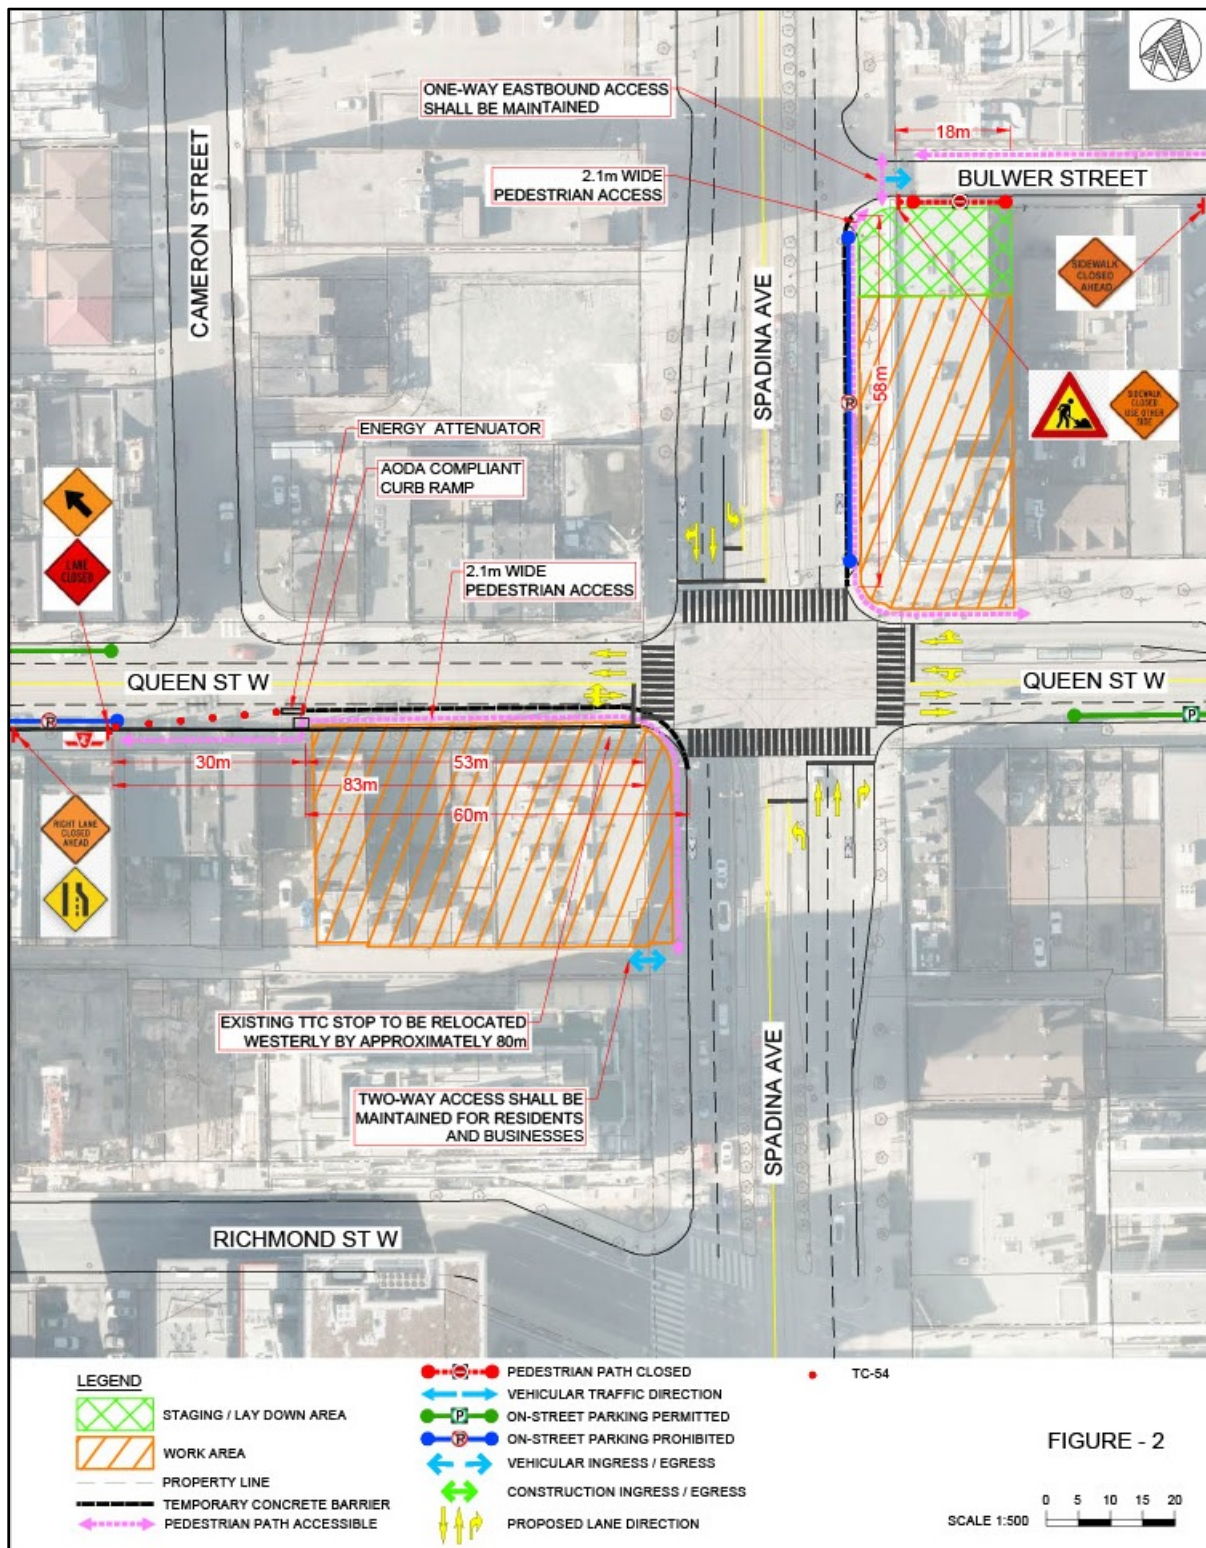 ONE-WAY EASTBOUND ACCESS
SHALL BE MAINTAINED
18m
BULWER STREET
2.1m WIDE
PEDESTRIAN ACCESS
CAMERON STREET
SPADINA AVE
SIDEWALK
CLOSED
AHEAD
58m
SIDEWALK
CLOSED
USE OTHER
SIDE
ENERGY ATTENUATOR
AODA COMPLIANT
CURB RAMP
LANE
CLOSED
2.1m WIDE
PEDESTRIAN ACCESS
QUEEN ST W
QUEEN ST W
P
30m
53m
83m
60m
RIGHT LANE
CLOSED
AHEAD
EXISTING TTC STOP TO BE RELOCATED
WESTERLY BY APPROXIMATELY 80m
TWO-WAY ACCESS SHALL BE
MAINTAINED FOR RESIDENTS
AND BUSINESSES
SPADINA AVE
RICHMOND ST W
LEGEND
STAGING / LAY DOWN AREA
WORK AREA
PROPERTY LINE
TEMPORARY CONCRETE BARRIER
PEDESTRIAN PATH ACCESSIBLE
PEDESTRIAN PATH CLOSED
VEHICULAR TRAFFIC DIRECTION
P
ON-STREET PARKING PERMITTED
P
ON-STREET PARKING PROHIBITED
VEHICULAR INGRESS / EGRESS
CONSTRUCTION INGRESS / EGRESS
PROPOSED LANE DIRECTION
TC-54
FIGURE - 2
SCALE 1:500
0 5 10 15 20